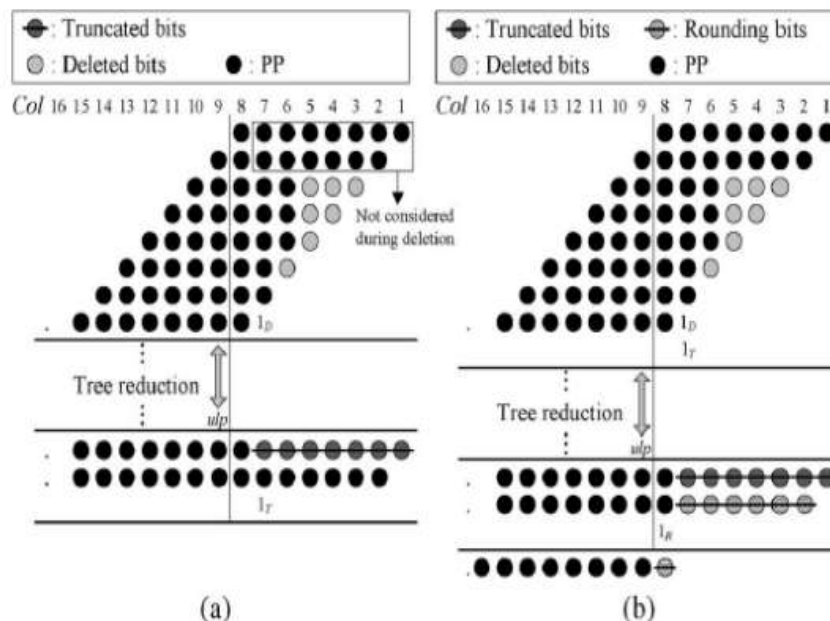 : Truncated bits
: Deleted bits : PP
Col 16 15 14 13 12 11 10 9 8 7 6 5 4 3 2 1
Not considered
during deletion
1D
Tree reduction
ulp
1T
(a)
: Truncated bits : Rounding bits
: Deleted bits : PP
Col 16 15 14 13 12 11 10 9 8 7 6 5 4 3 2 1
1D
1T
Tree reduction
ulp
1R
(b)